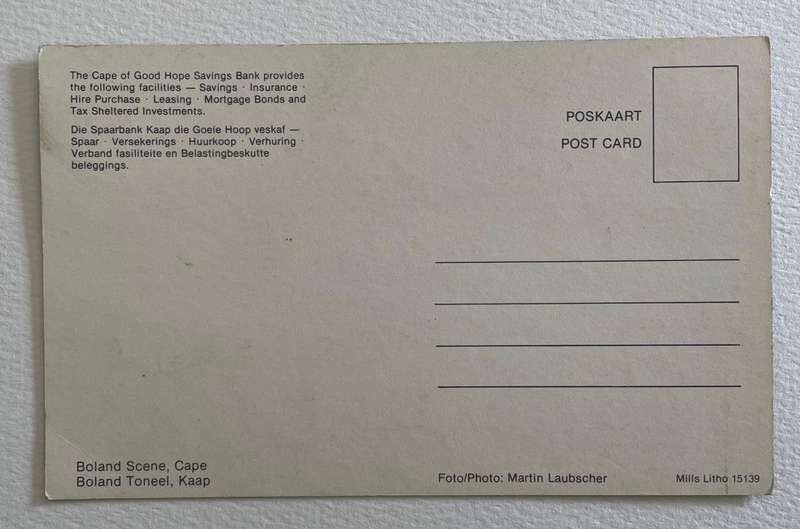 The Cape of Good Hope Savings Bank provides
the following facilities — Savings · Insurance ·
Hire Purchase · Leasing · Mortgage Bonds and
Tax Sheltered Investments.
Die Spaarbank Kaap die Goeie Hoop veskaf —
Spaar · Versekerings · Huurkoop · Verhuring ·
Verband fasiliteite en Belastingbeskutte
beleggings.
POSKAART
POST CARD
Boland Scene, Cape
Boland Toneel, Kaap
Foto/Photo: Martin Laubscher
Mills Litho 15139